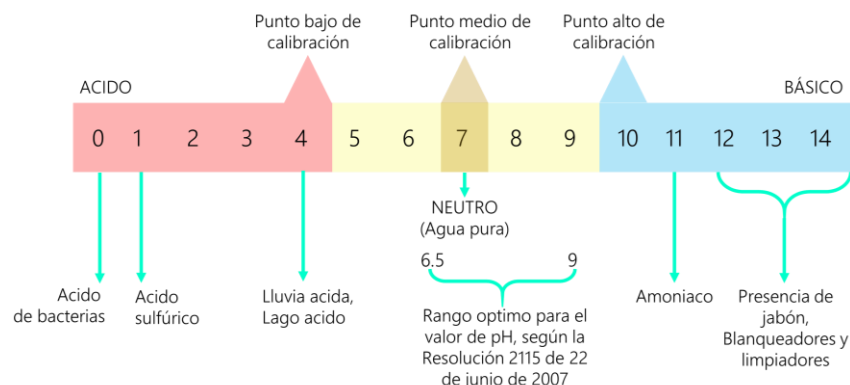 Punto bajo de
calibración
Punto medio de
calibración
Punto alto de
calibración
ACIDO
BÁSICO
0 1 2 3 4 5 6 7 8 9 10 11 12 13 14
NEUTRO
(Agua pura)
6.5 9
Acido
de bacterias
Acido
sulfúrico
Lluvia acida,
Lago acido
Rango optimo para el
valor de pH, según la
Resolución 2115 de 22
de junio de 2007
Amoniaco
Presencia de
jabón,
Blanqueadores y
limpiadores